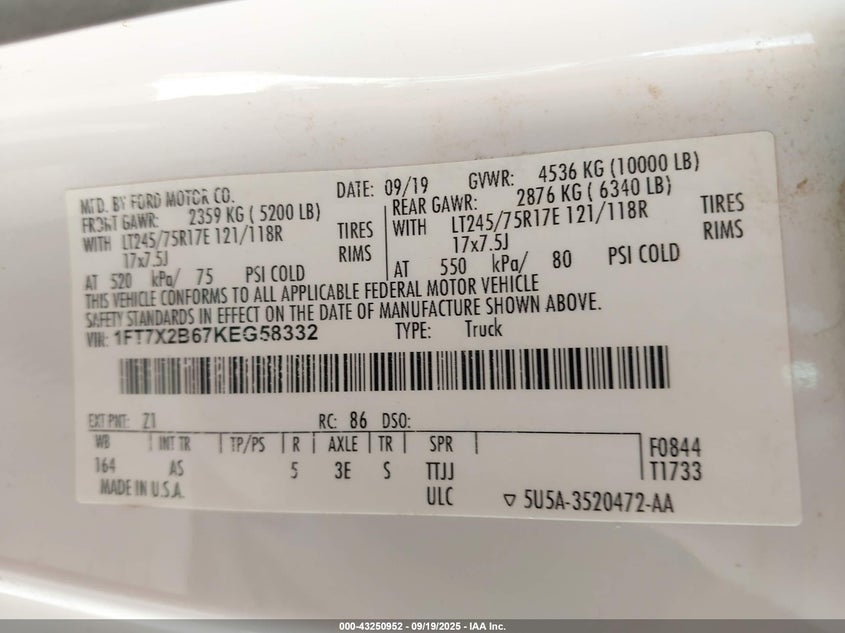 MFD. BY FORD MOTOR CO. DATE: 09/19 GVWR: 4536 KG (10000 LB)
FRONT GAWR: 2359 KG ( 5200 LB) REAR GAWR: 2876 KG ( 6340 LB)
WITH LT245/75R17E 121/118R TIRES WITH LT245/75R17E 121/118R TIRES
17x7.5J RIMS 17x7.5J RIMS
AT 520 kPa/ 75 PSI COLD AT 550 kPa/ 80 PSI COLD
THIS VEHICLE CONFORMS TO ALL APPLICABLE FEDERAL MOTOR VEHICLE
SAFETY STANDARDS IN EFFECT ON THE DATE OF MANUFACTURE SHOWN ABOVE.
VIN: 1FT7X2B67KEG58332 TYPE: Truck
EXT PNT: Z1 RC: 86 DSO:
WB INT TR TP/PS R AXLE TR SPR F0844
164 AS 5 3E S TTJJ T1733
MADE IN U.S.A. ULC 5U5A-3520472-AA
000-43250952 - 09/19/2025 - IAA Inc.